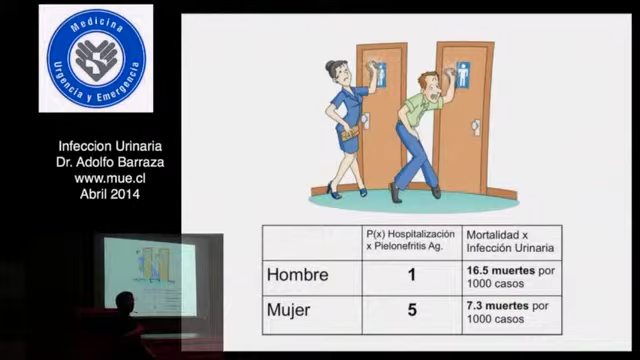 Medicina
Urgencia y Emergencia
Infeccion Urinaria
Dr. Adolfo Barraza
www.mue.cl
Abril 2014
P(x) Hospitalización
x Pielonefritis Ag.
Mortalidad x
Infección Urinaria
Hombre
1
16.5 muertes por
1000 casos
Mujer
5
7.3 muertes por
1000 casos